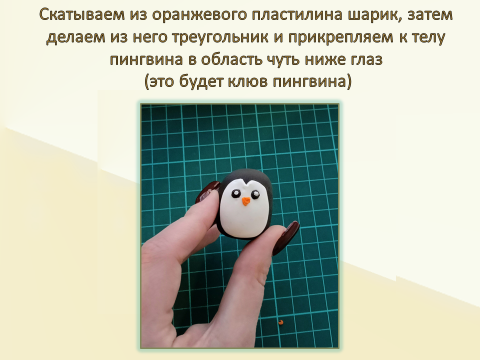 Скатываем из оранжевого пластилина шарик, затем
делаем из него треугольник и прикрепляем к телу
пингвина в область чуть ниже глаз
(это будет клюв пингвина)